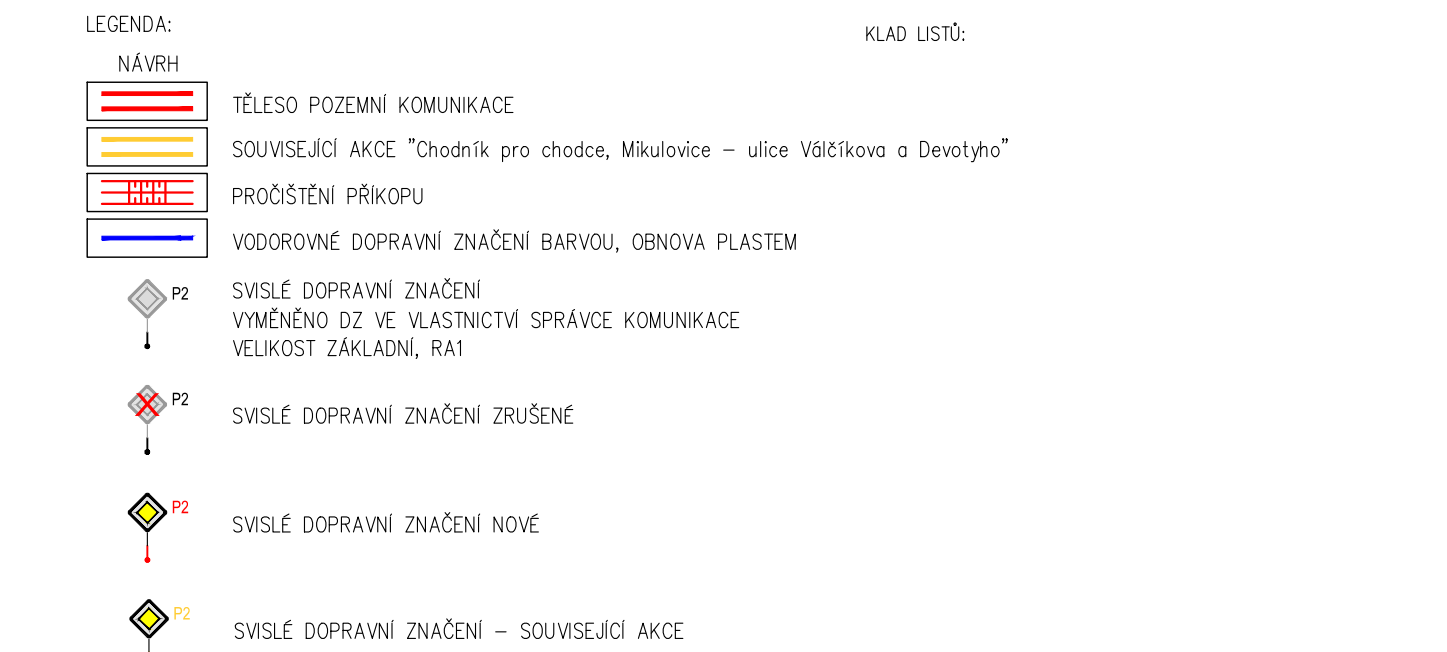 LEGENDA:
KLAD LISTŮ:
NÁVRH
TĚLESO POZEMNÍ KOMUNIKACE
SOUVISEJÍCÍ AKCE "Chodník pro chodce, Mikulovice – ulice Válčíkova a Devotyho"
PROČIŠTĚNÍ PŘÍKOPU
VODOROVNÉ DOPRAVNÍ ZNAČENÍ BARVOU, OBNOVA PLASTEM
P2
SVISLÉ DOPRAVNÍ ZNAČENÍ
VYMĚNĚNO DZ VE VLASTNICTVÍ SPRÁVCE KOMUNIKACE
VELIKOST ZÁKLADNÍ, RA1
P2
SVISLÉ DOPRAVNÍ ZNAČENÍ ZRUŠENÉ
P2
SVISLÉ DOPRAVNÍ ZNAČENÍ NOVÉ
P2
SVISLÉ DOPRAVNÍ ZNAČENÍ – SOUVISEJÍCÍ AKCE